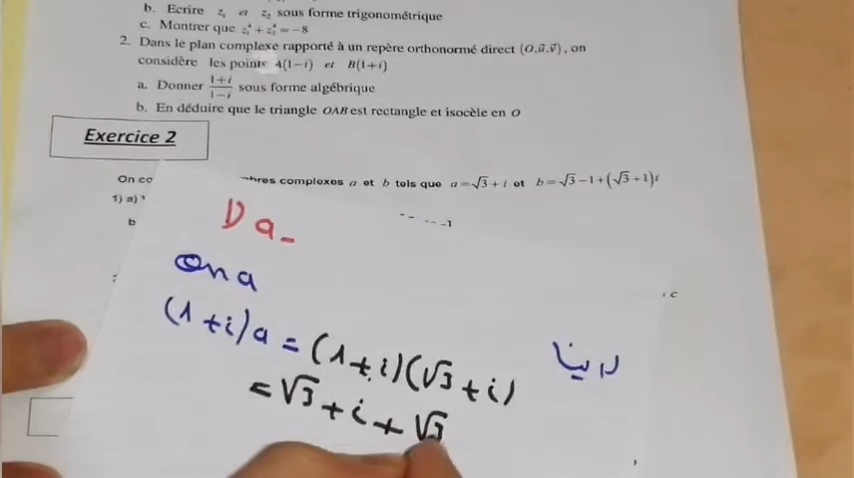 b. Ecrire z₁ et z₂ sous forme trigonométrique
c. Montrer que z₁⁴ + z₂⁴ = -8
2. Dans le plan complexe rapporté à un repère orthonormé direct (O,u⃗,v⃗), on
considère les points A(1-i) et B(1+i)
a. Donner (1+i)/(1-i) sous forme algébrique
b. En déduire que le triangle OAB est rectangle et isocèle en O
Exercice 2
On co
complexes a et b tels que a=√3+i et b=√3-1+(√3+1)i
1) a)
b
1) a_
on a
(1+i)a = (1+i)(√3+i)
لدينا
= √3+i+√3